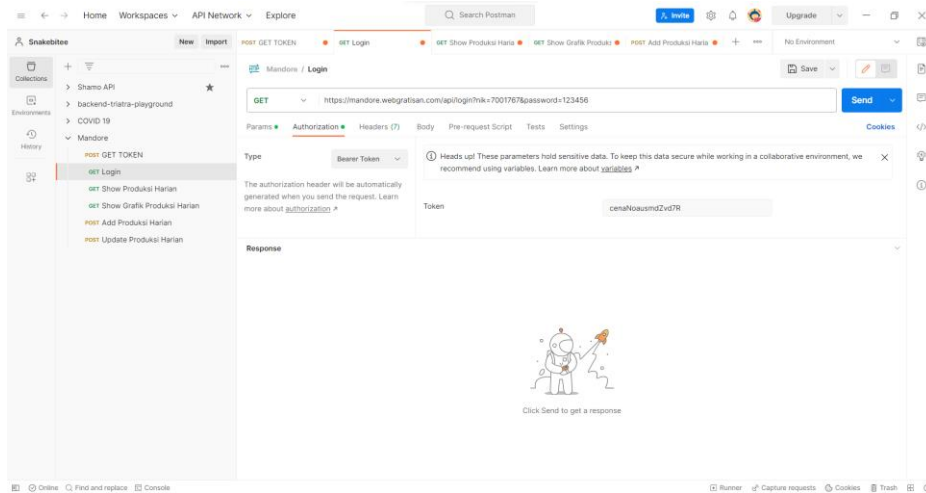 Home Workspaces API Network Explore
Search Postman
Invite
Upgrade
Snakebitee
New Import
POST GET TOKEN
GET Login
GET Show Produksi Haria
GET Show Grafik Produks
POST Add Produksi Haria
No Environment
Collections
Environments
History
Shamo API
backend-triatra-playground
COVID 19
Mandore
POST GET TOKEN
GET Login
GET Show Produksi Harian
GET Show Grafik Produksi Harian
POST Add Produksi Harian
POST Update Produksi Harian
Mandore / Login
Save
GET https://mandore.webgratisan.com/api/login?nik=7001767&password=123456
Send
Params Authorization Headers (7) Body Pre-request Script Tests Settings
Cookies
Type Bearer Token
The authorization header will be automatically
generated when you send the request. Learn
more about authorization
Heads up! These parameters hold sensitive data. To keep this data secure while working in a collaborative environment, we
recommend using variables. Learn more about variables
Token cenaNoausmdZvd7R
Response
Click Send to get a response
Online Find and replace Console
Runner Capture requests Cookies Trash